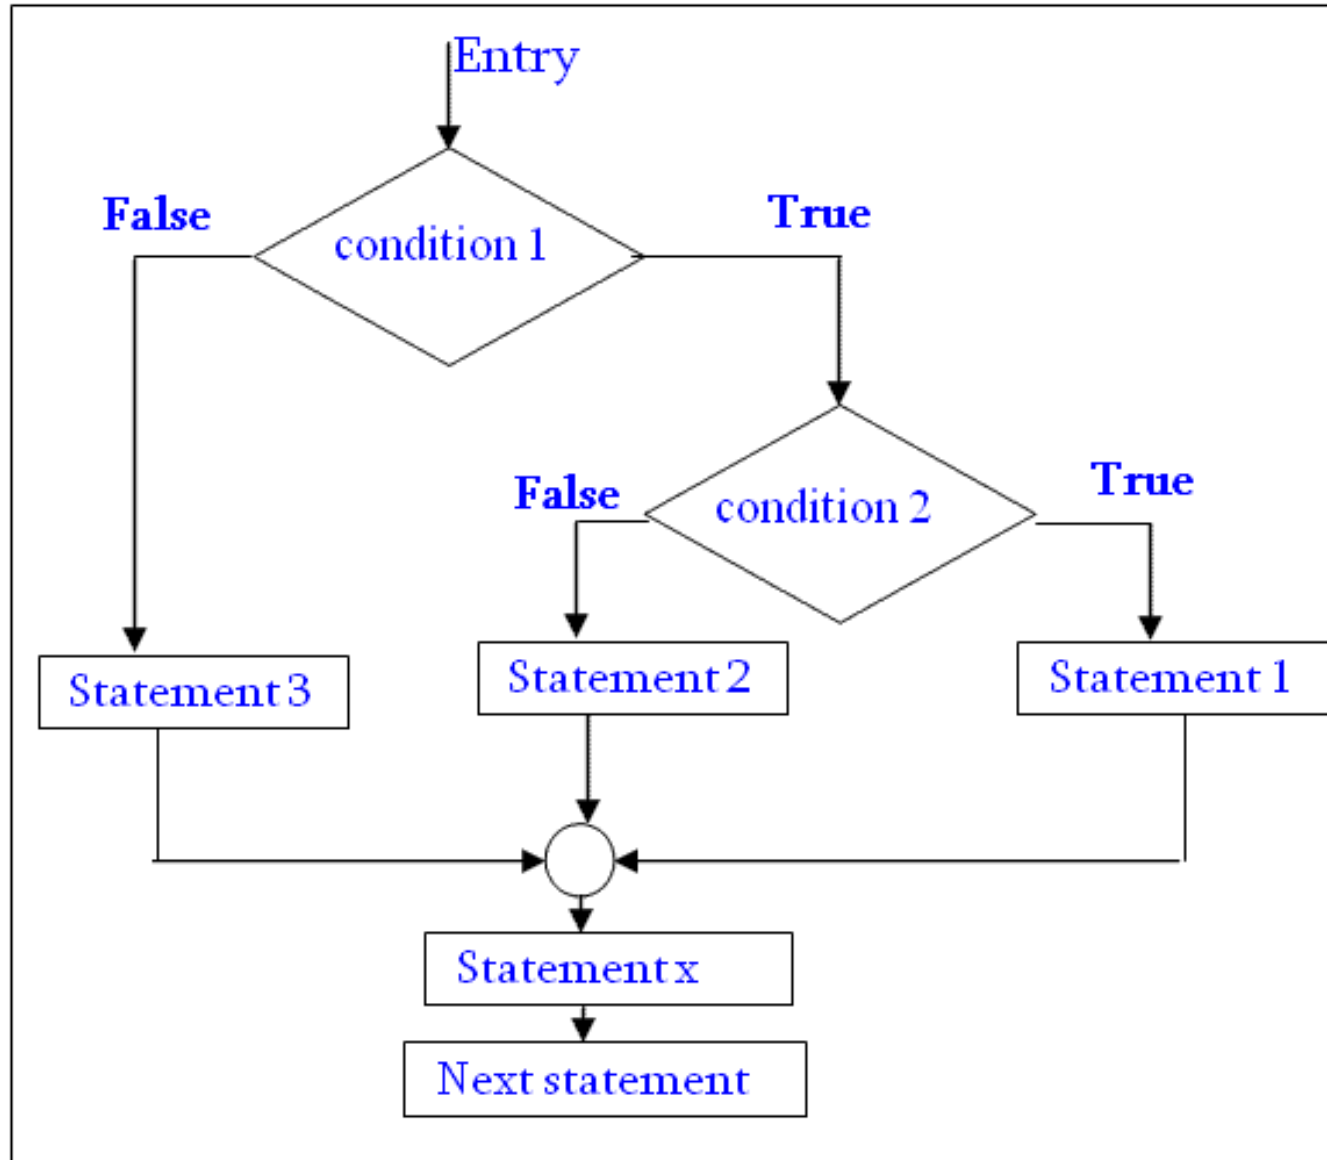 Entry
False
True
condition 1
False
True
condition 2
Statement 3
Statement 2
Statement 1
Statement x
Next statement